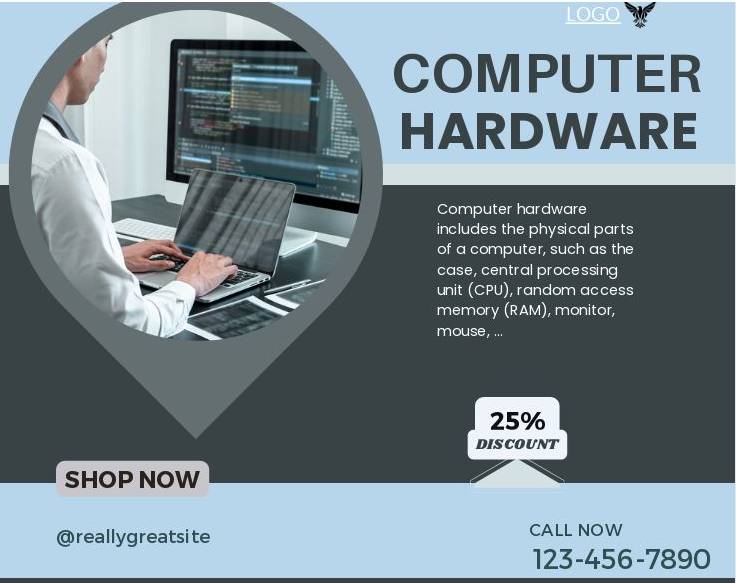 LOGO
COMPUTER
HARDWARE
Computer hardware
includes the physical parts
of a computer, such as the
case, central processing
unit (CPU), random access
memory (RAM), monitor,
mouse, ...
25%
DISCOUNT
SHOP NOW
@reallygreatsite
CALL NOW
123-456-7890